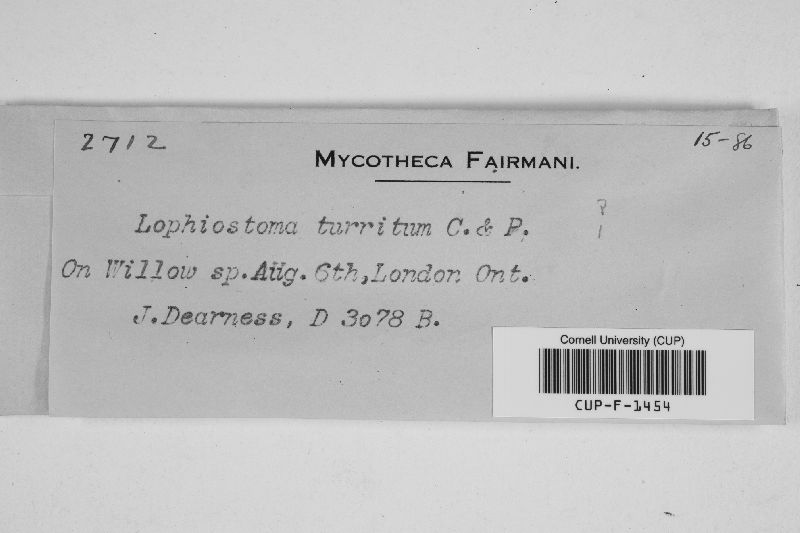 2712
15-86
MYCOTHECA FAIRMANI.
Lophiostoma turritum C. & P. ?
On Willow sp. Aug. 6th, London Ont.
J. Dearness, D 3078 B.
Cornell University (CUP)
CUP-F-1454